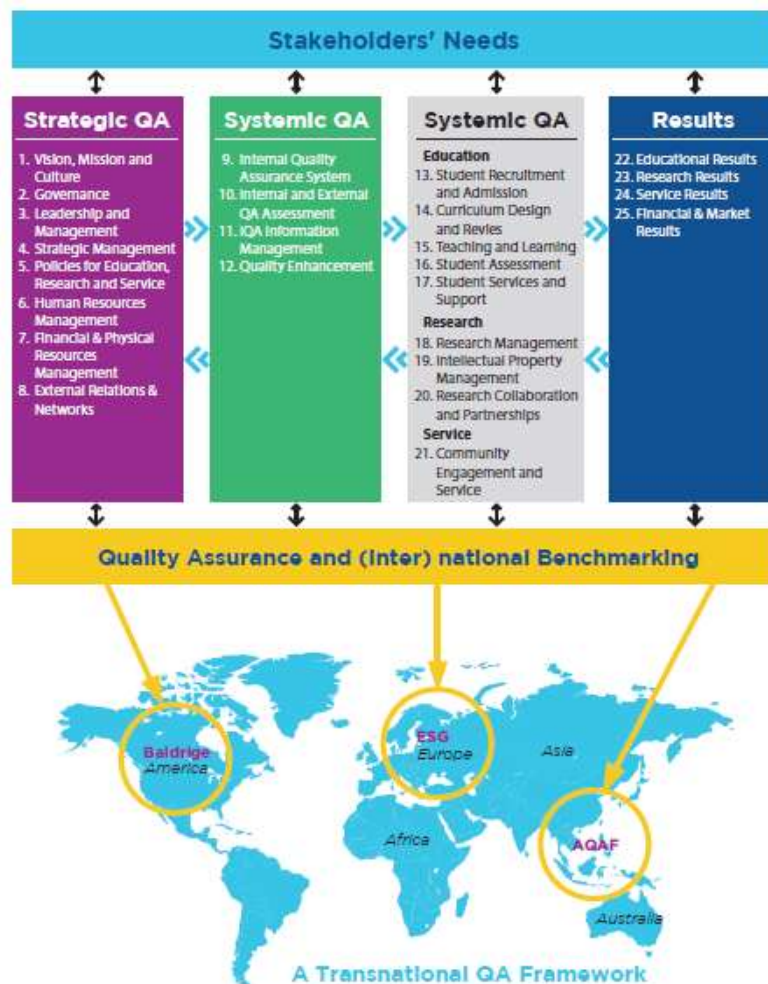 Stakeholders' Needs
Strategic QA
1. Vision, Mission and
Culture
2. Governance
3. Leadership and
Management
4. Strategic Management
5. Policies for Education,
Research and Service
6. Human Resources
Management
7. Financial & Physical
Resources
Management
8. External Relations &
Networks
Systemic QA
9. Internal Quality
Assurance System
10. Internal and External
QA Assessment
11. IQA Information
Management
12. Quality Enhancement
Systemic QA
Education
13. Student Recruitment
and Admission
14. Curriculum Design
and Revies
15. Teaching and Learning
16. Student Assessment
17. Student Services and
Support
Research
18. Research Management
19. Intellectual Property
Management
20. Research Collaboration
and Partnerships
Service
21. Community
Engagement and
Service
Results
22. Educational Results
23. Research Results
24. Service Results
25. Financial & Market
Results
Quality Assurance and (Inter) national Benchmarking
Baldrige
America
ESG
Europe
Asia
Africa
AQAF
Australia
A Transnational QA Framework